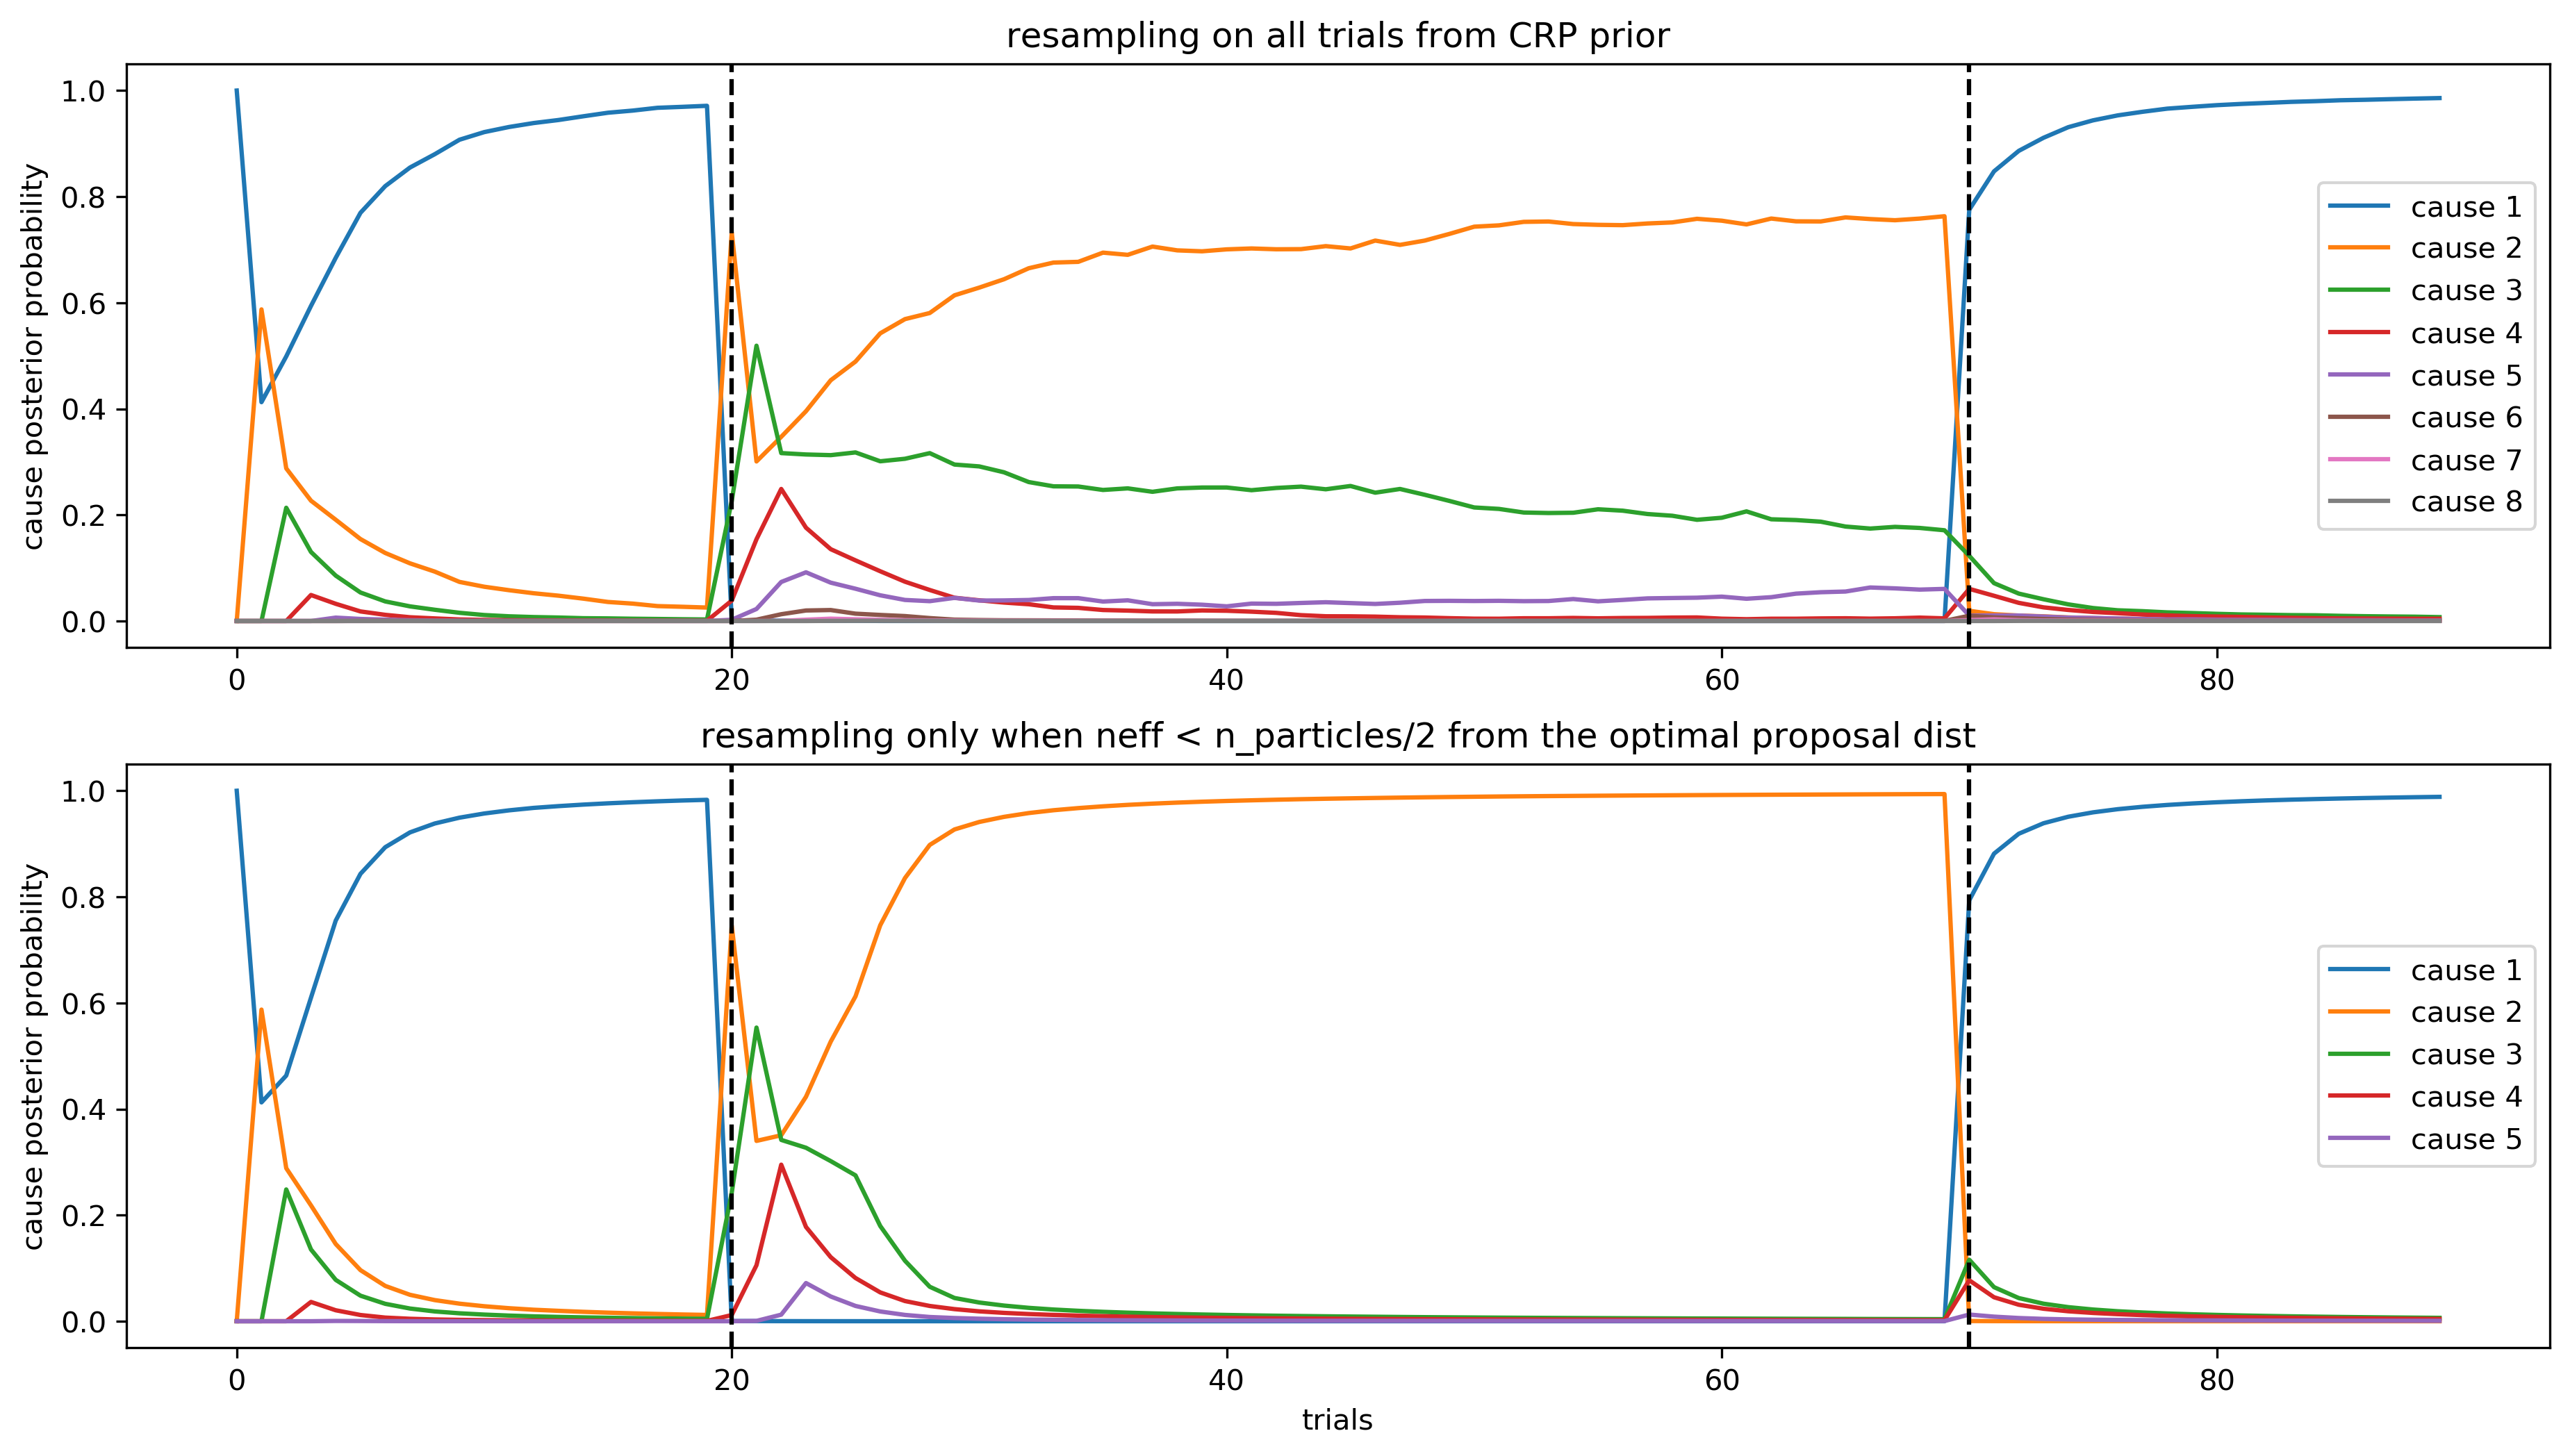 resampling on all trials from CRP prior
cause posterior probability
1.0
0.8
0.6
0.4
0.2
0.0
0
20
40
60
80
cause 1
cause 2
cause 3
cause 4
cause 5
cause 6
cause 7
cause 8
resampling only when neff < n_particles/2 from the optimal proposal dist
cause posterior probability
1.0
0.8
0.6
0.4
0.2
0.0
0
20
40
60
80
cause 1
cause 2
cause 3
cause 4
cause 5
trials